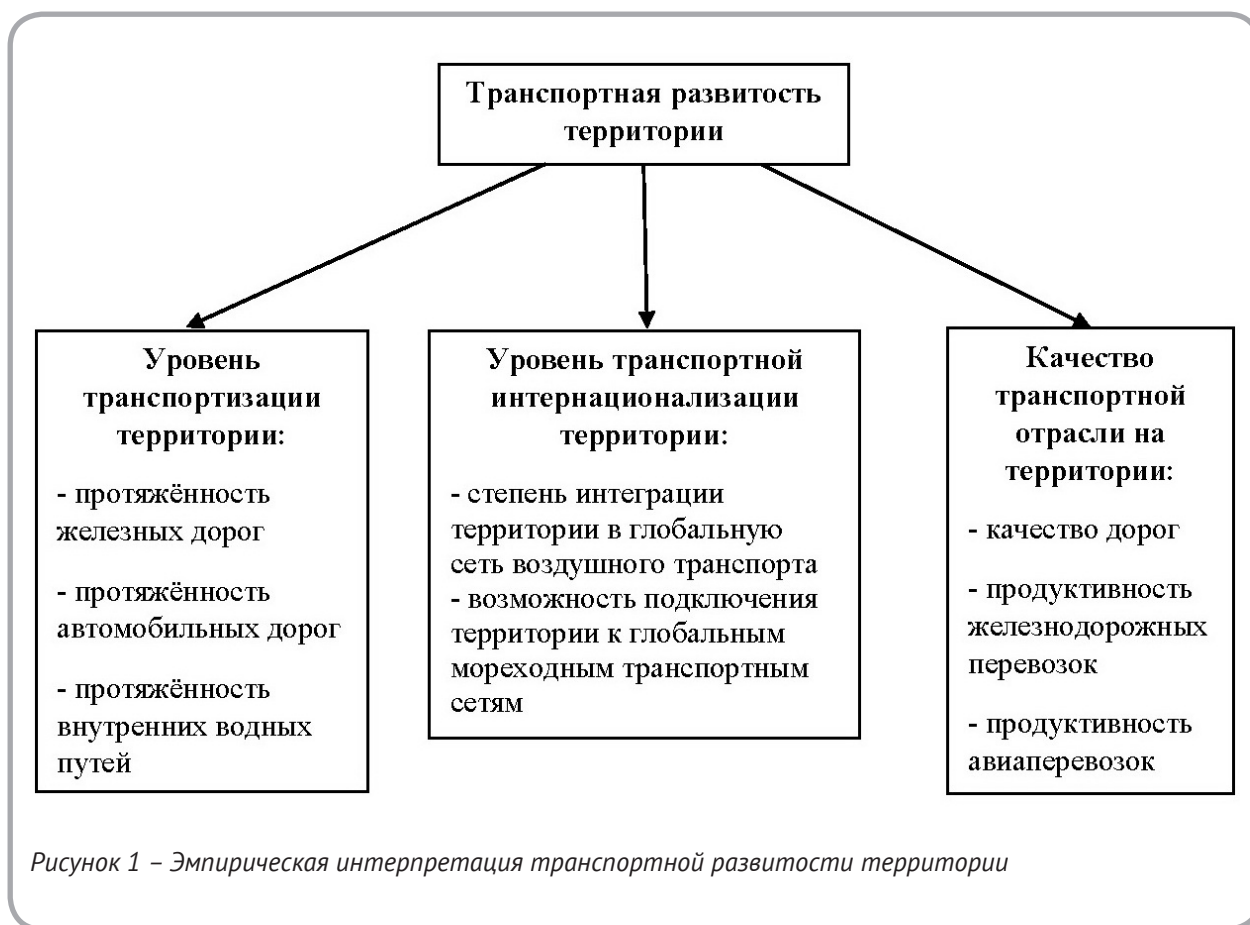 Транспортная развитость
территории
Уровень
транспортизации
территории:
- протяжённость
железных дорог
- протяжённость
автомобильных дорог
- протяжённость
внутренних водных
путей
Уровень транспортной
интернационализации
территории:
- степень интеграции
территории в глобальную
сеть воздушного транспорта
- возможность подключения
территории к глобальным
мореходным транспортным
сетям
Качество
транспортной
отрасли на
территории:
- качество дорог
- продуктивность
железнодорожных
перевозок
- продуктивность
авиаперевозок
Рисунок 1 – Эмпирическая интерпретация транспортной развитости территории